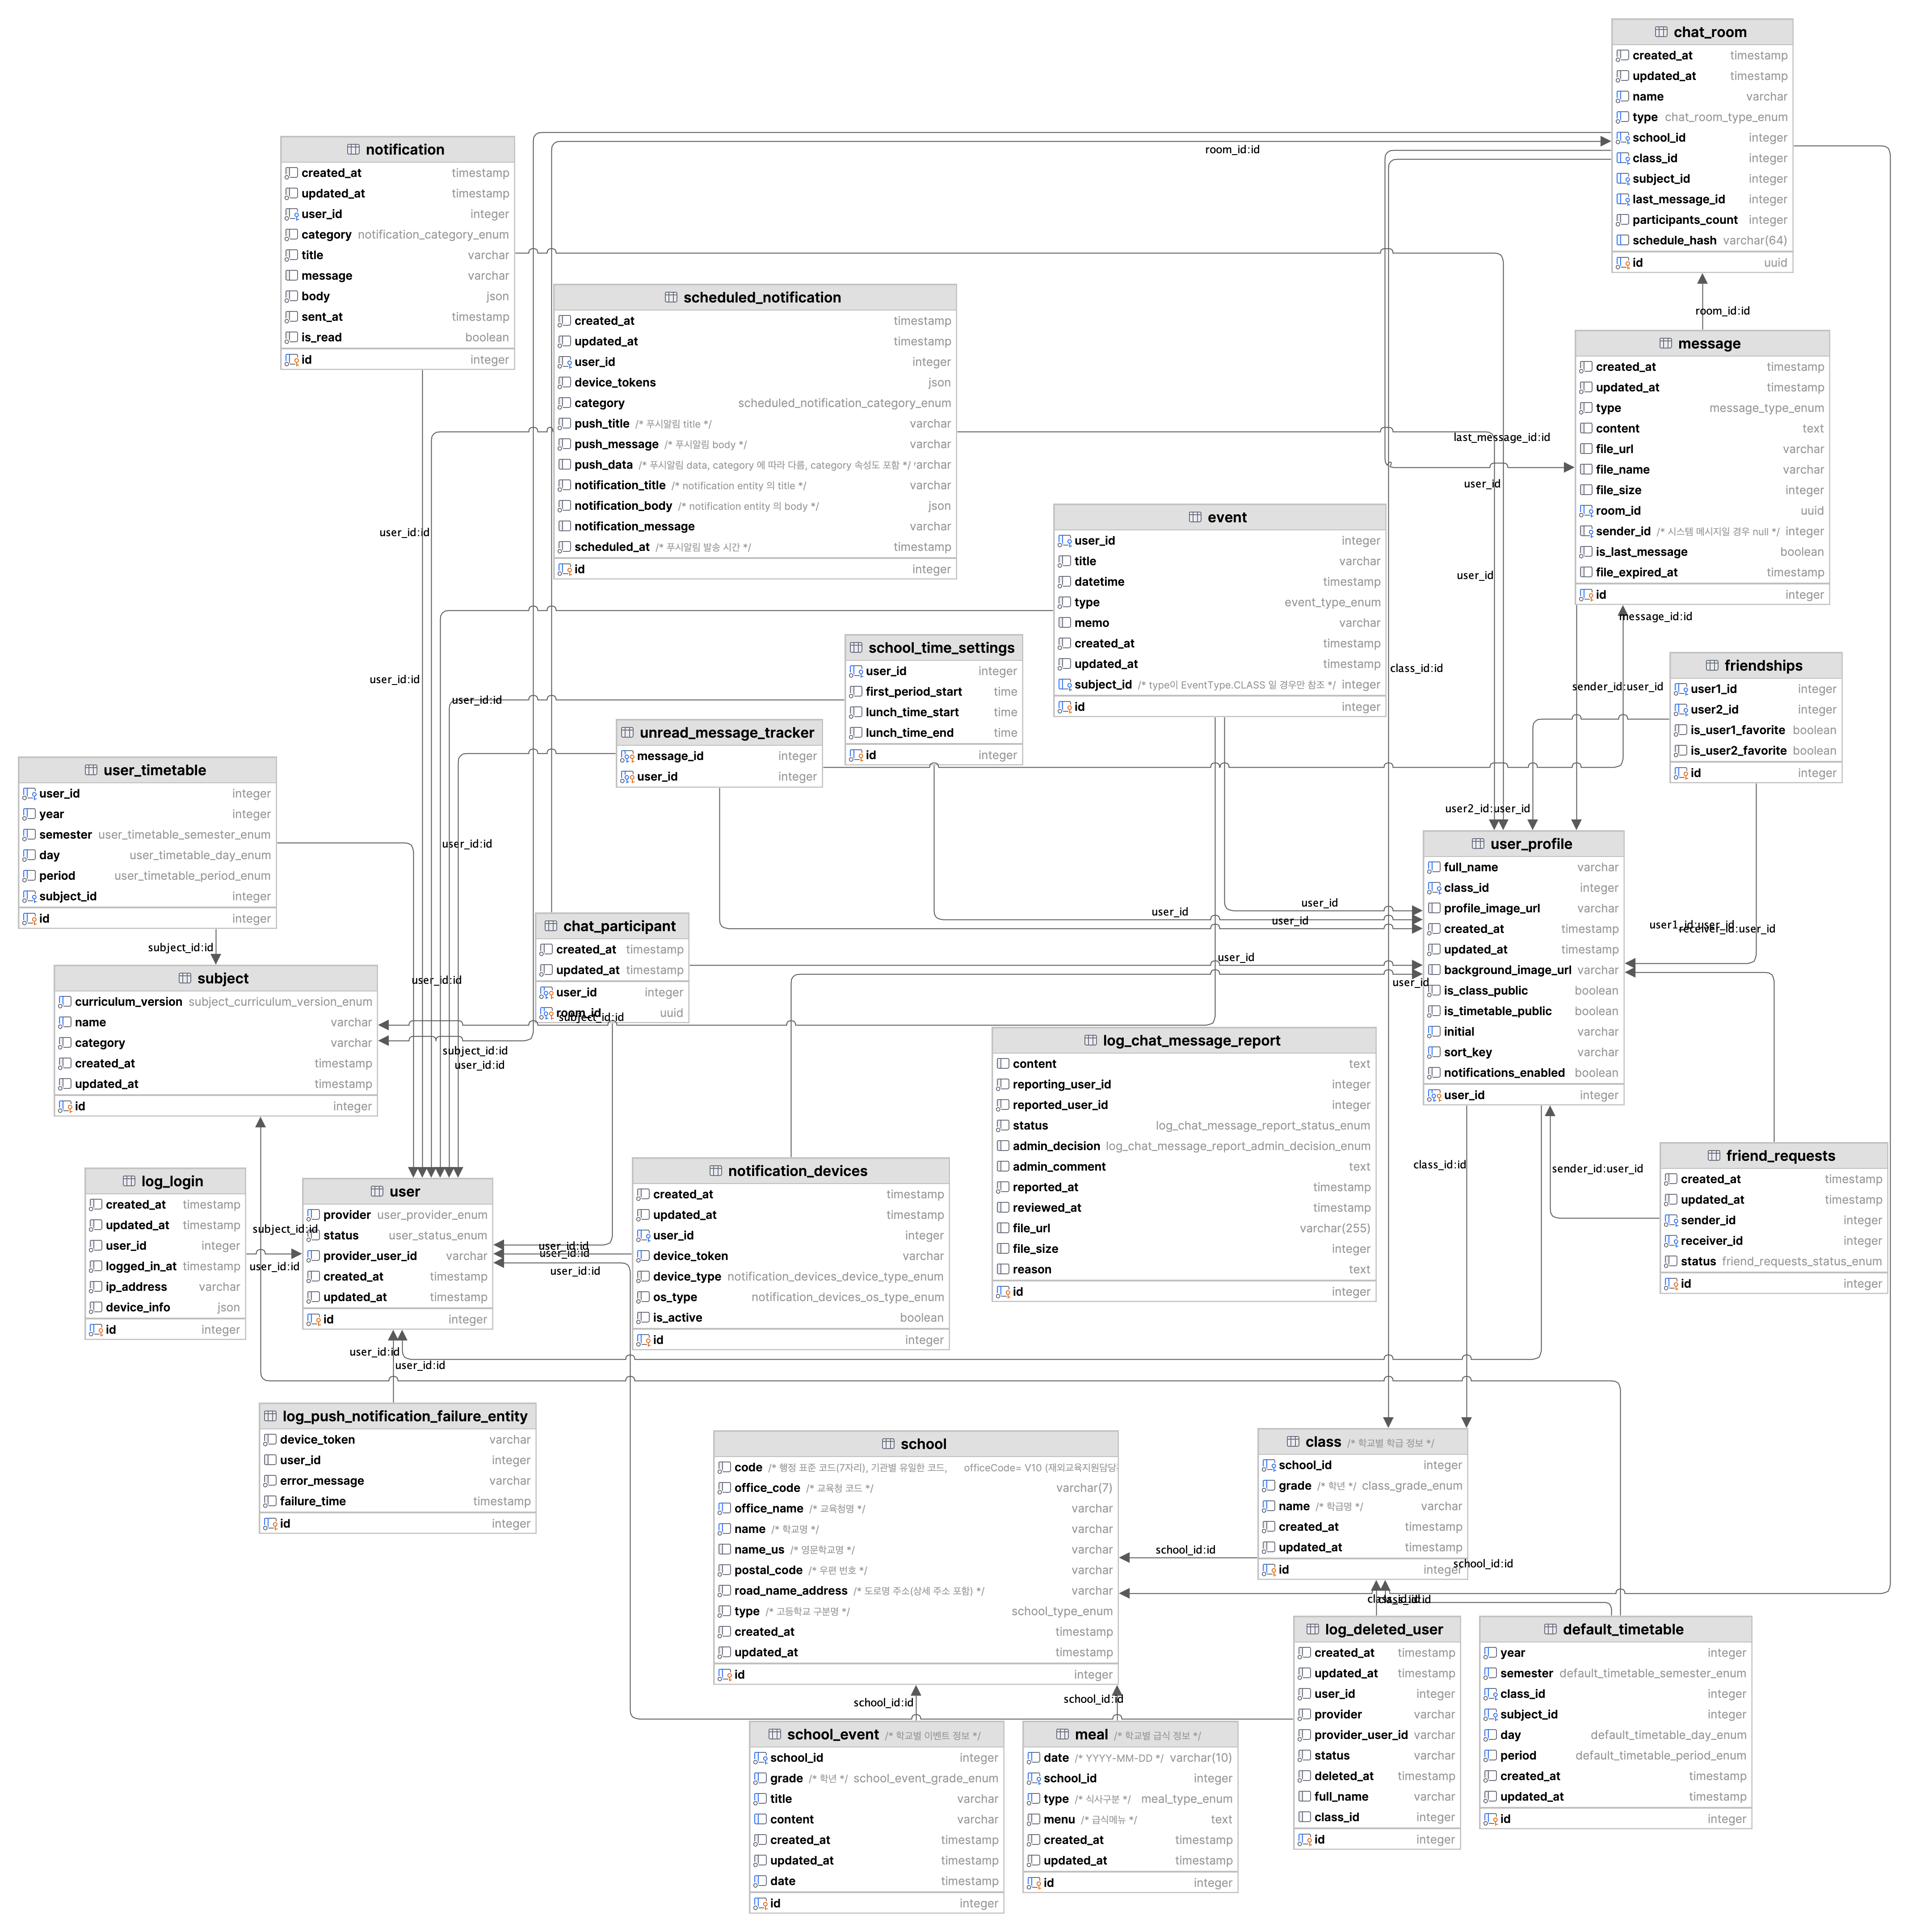 chat_room
created_at timestamp
updated_at timestamp
name varchar
type chat_room_type_enum
school_id integer
class_id integer
subject_id integer
last_message_id integer
participants_count integer
schedule_hash varchar(64)
id uuid
notification
created_at timestamp
updated_at timestamp
user_id integer
category notification_category_enum
title varchar
message varchar
body json
sent_at timestamp
is_read boolean
id integer
room_id:id
scheduled_notification
created_at timestamp
updated_at timestamp
user_id integer
device_tokens json
category scheduled_notification_category_enum
push_title /* 푸시알림 title */ varchar
push_message /* 푸시알림 body */ varchar
push_data /* 푸시알림 data, category 에 따라 다름, category 속성도 포함 */ archar
notification_title /* notification entity 의 title */ varchar
notification_body /* notification entity 의 body */ json
notification_message varchar
scheduled_at /* 푸시알림 발송 시간 */ timestamp
id integer
room_id:id
message
created_at timestamp
updated_at timestamp
type message_type_enum
content text
file_url varchar
file_name varchar
file_size integer
room_id uuid
sender_id /* 시스템 메시지일 경우 null */ integer
is_last_message boolean
file_expired_at timestamp
id integer
last_message_id:id
user_id
user_id
user_id:id
event
user_id integer
title varchar
datetime timestamp
type event_type_enum
memo varchar
created_at timestamp
updated_at timestamp
subject_id /* type이 EventType.CLASS 일 경우만 참조 */ integer
id integer
message_id:id
school_time_settings
user_id integer
first_period_start time
lunch_time_start time
lunch_time_end time
id integer
class_id:id
sender_id:user_id
friendships
user1_id integer
user2_id integer
is_user1_favorite boolean
is_user2_favorite boolean
id integer
user_id:id
user_id:id
unread_message_tracker
message_id integer
user_id integer
user_timetable
user_id integer
year integer
semester user_timetable_semester_enum
day user_timetable_day_enum
period user_timetable_period_enum
subject_id integer
id integer
user2_id:user_id
user_id:id
user_profile
full_name varchar
class_id integer
profile_image_url varchar
created_at timestamp
updated_at timestamp
background_image_url varchar
is_class_public boolean
is_timetable_public boolean
initial varchar
sort_key varchar
notifications_enabled boolean
user_id integer
user_id
user_id
user_id
user1_id:user_id
receiver_id:user_id
chat_participant
created_at timestamp
updated_at timestamp
user_id integer
room_id uuid
subject_id:id
user_id
user_id
subject_id:id
user_id:id
subject
curriculum_version subject_curriculum_version_enum
name varchar
category varchar
created_at timestamp
updated_at timestamp
id integer
subject_id:id
user_id:id
log_chat_message_report
content text
reporting_user_id integer
reported_user_id integer
status log_chat_message_report_status_enum
admin_decision log_chat_message_report_admin_decision_enum
admin_comment text
reported_at timestamp
reviewed_at timestamp
file_url varchar(255)
file_size integer
reason text
id integer
log_login
created_at timestamp
updated_at timestamp
user_id integer
logged_in_at timestamp
ip_address varchar
device_info json
id integer
subject_id:id
user_id:id
user
provider user_provider_enum
status user_status_enum
provider_user_id varchar
created_at timestamp
updated_at timestamp
id integer
user_id:id
user_id:id
user_id:id
notification_devices
created_at timestamp
updated_at timestamp
user_id integer
device_token varchar
device_type notification_devices_device_type_enum
os_type notification_devices_os_type_enum
is_active boolean
id integer
class_id:id
sender_id:user_id
friend_requests
created_at timestamp
updated_at timestamp
sender_id integer
receiver_id integer
status friend_requests_status_enum
id integer
user_id:id
user_id:id
log_push_notification_failure_entity
device_token varchar
user_id integer
error_message varchar
failure_time timestamp
id integer
school
code /* 행정 표준 코드(7자리), 기관별 유일한 코드, officeCode= V10 (재외교육지원담당
office_code /* 교육청 코드 */ varchar(7)
office_name /* 교육청명 */ varchar
name /* 학교명 */ varchar
name_us /* 영문학교명 */ varchar
postal_code /* 우편 번호 */ varchar
road_name_address /* 도로명 주소(상세 주소 포함) */ varchar
type /* 고등학교 구분명 */ school_type_enum
created_at timestamp
updated_at timestamp
id integer
school_id:id
class /* 학교별 학급 정보 */
school_id integer
grade /* 학년 */ class_grade_enum
name /* 학급명 */ varchar
created_at timestamp
updated_at timestamp
id integer
school_id:id
class_id:id
class_id:id
log_deleted_user
created_at timestamp
updated_at timestamp
user_id integer
provider varchar
provider_user_id varchar
status varchar
deleted_at timestamp
full_name varchar
class_id integer
id integer
default_timetable
year integer
semester default_timetable_semester_enum
class_id integer
subject_id integer
day default_timetable_day_enum
period default_timetable_period_enum
created_at timestamp
updated_at timestamp
id integer
school_id:id
school_id:id
school_event /* 학교별 이벤트 정보 */
school_id integer
grade /* 학년 */ school_event_grade_enum
title varchar
content varchar
created_at timestamp
updated_at timestamp
date timestamp
id integer
meal /* 학교별 급식 정보 */
date /* YYYY-MM-DD */ varchar(10)
school_id integer
type /* 식사구분 */ meal_type_enum
menu /* 급식메뉴 */ text
created_at timestamp
updated_at timestamp
id integer